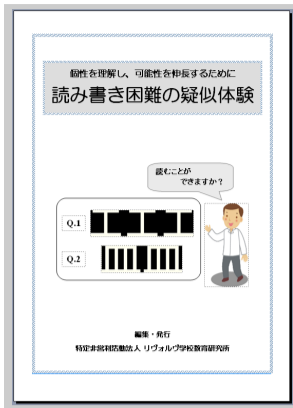 個性を理解し、可能性を伸長するために
読み書き困難の疑似体験
読むことが
できますか？
Q.1
Q.2
編集・発行
特定非営利活動法人 リヴォルヴ学校教育研究所